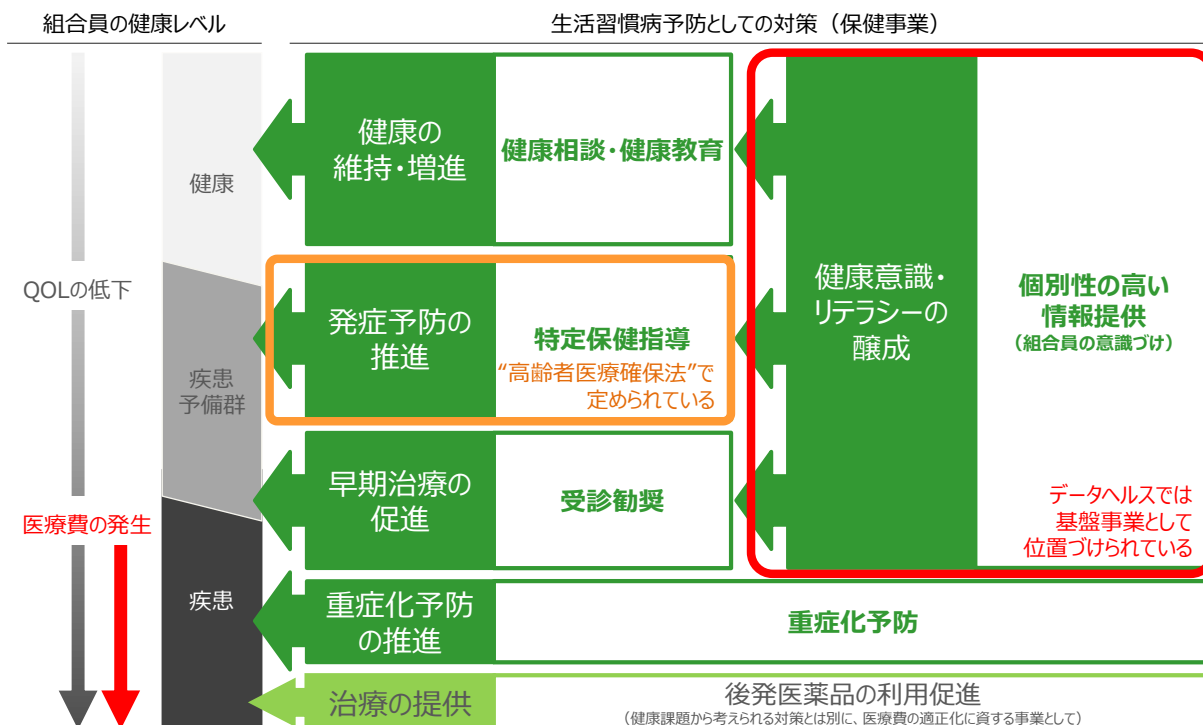 組合員の健康レベル
生活習慣病予防としての対策（保健事業）
QOLの低下
医療費の発生
健康
疾患
予備群
疾患
健康の
維持・増進
健康相談・健康教育
発症予防の
推進
特定保健指導
“高齢者医療確保法”で
定められている
早期治療の
促進
受診勧奨
健康意識・
リテラシーの
醸成
個別性の高い
情報提供
（組合員の意識づけ）
データヘルスでは
基盤事業として
位置づけられている
重症化予防
の推進
重症化予防
治療の提供
後発医薬品の利用促進
（健康課題から考えられる対策とは別に、医療費の適正化に資する事業として）